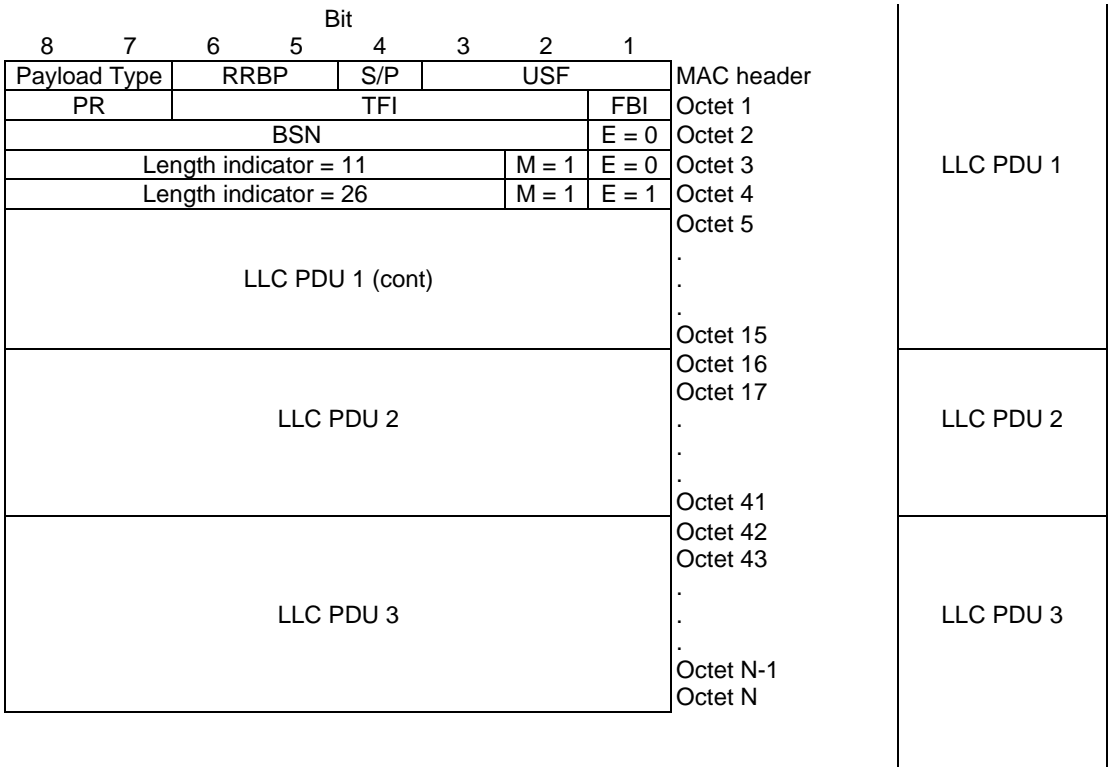 Bit
8 7 6 5 4 3 2 1
Payload Type RRBP S/P USF MAC header
PR TFI FBI Octet 1
BSN E = 0 Octet 2
Length indicator = 11 M = 1 E = 0 Octet 3
Length indicator = 26 M = 1 E = 1 Octet 4
Octet 5
.
LLC PDU 1 (cont) .
.
Octet 15
LLC PDU 1
Octet 16
Octet 17
LLC PDU 2 .
.
.
Octet 41
LLC PDU 2
Octet 42
Octet 43
.
LLC PDU 3 .
.
Octet N-1
Octet N
LLC PDU 3